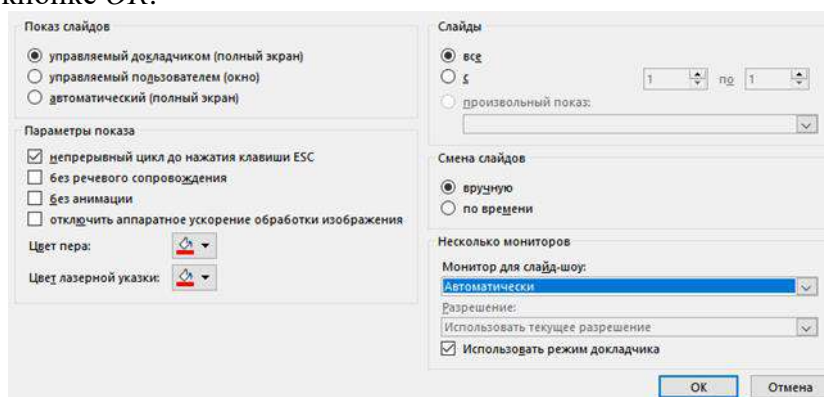 кнопке OK.
Показ слайдов
управляемый докладчиком (полный экран)
управляемый пользователем (окно)
автоматический (полный экран)
Параметры показа
непрерывный цикл до нажатия клавиши ESC
без речевого сопровождения
без анимации
отключить аппаратное ускорение обработки изображения
Цвет пера:
Цвет лазерной указки:
Слайды
все
с 1 по 1
произвольный показ:
Смена слайдов
вручную
по времени
Несколько мониторов
Монитор для слайд-шоу:
Автоматически
Разрешение:
Использовать текущее разрешение
Использовать режим докладчика
ОК Отмена